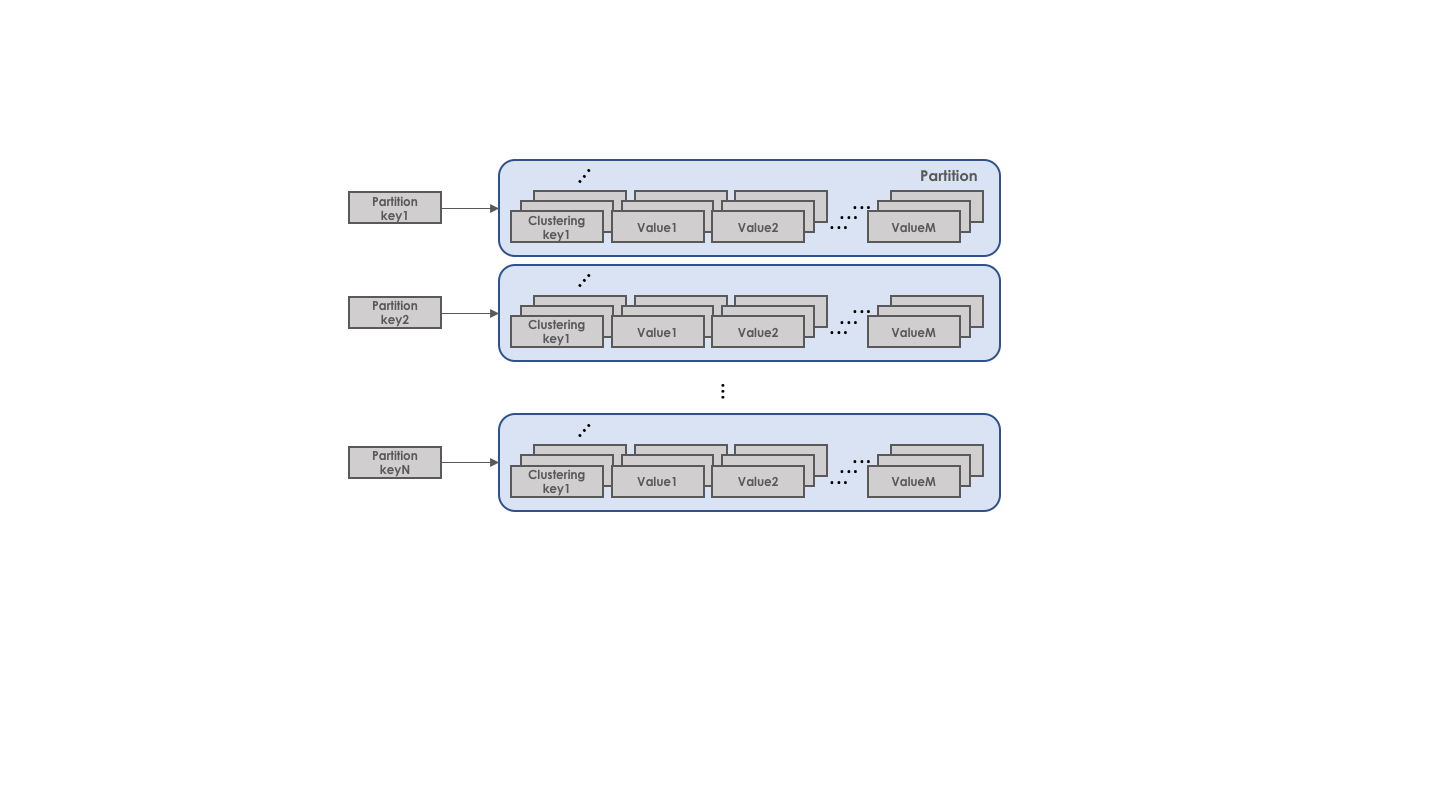 Partition
Partition
key1
Clustering
key1
Value1
Value2
ValueM
Partition
key2
Clustering
key1
Value1
Value2
ValueM
Partition
keyN
Clustering
key1
Value1
Value2
ValueM